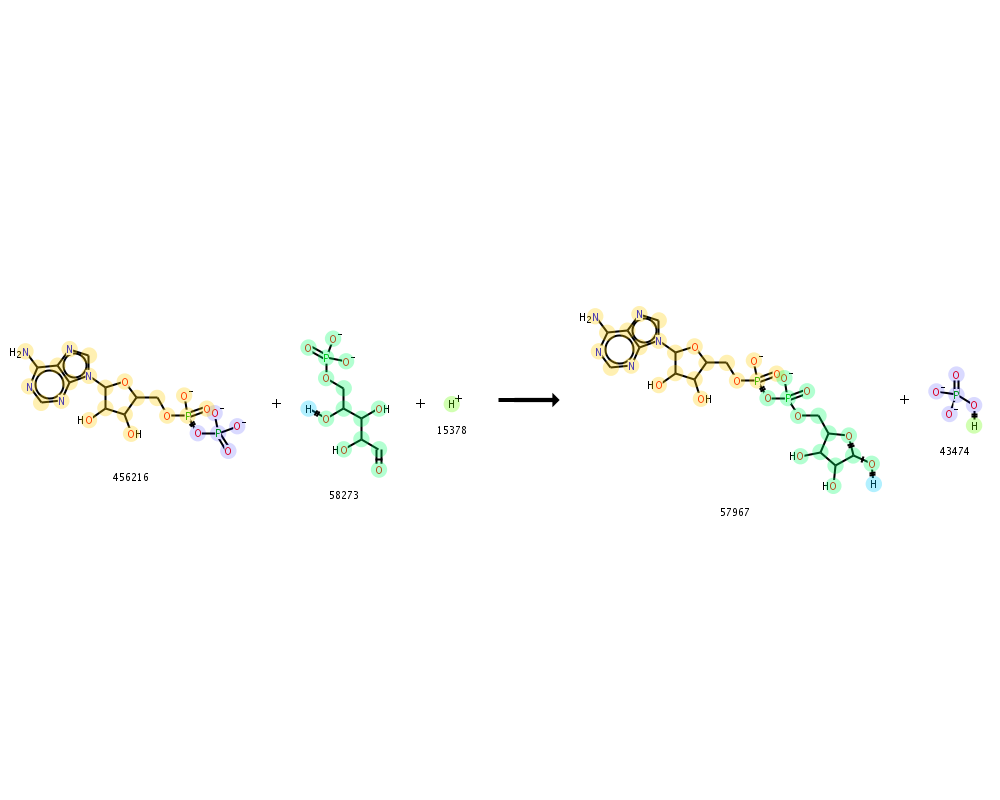 H₂N N N N N O HO OH O P O⁻ O O P O⁻ O⁻ O
456216
+
O P O⁻ O⁻ O H O OH HO O
58273
+
H⁺
15378
H₂N N N N N O HO OH O P O⁻ O O P O⁻ O O O HO HO O H
57967
+
O P O⁻ O⁻ O H
43474